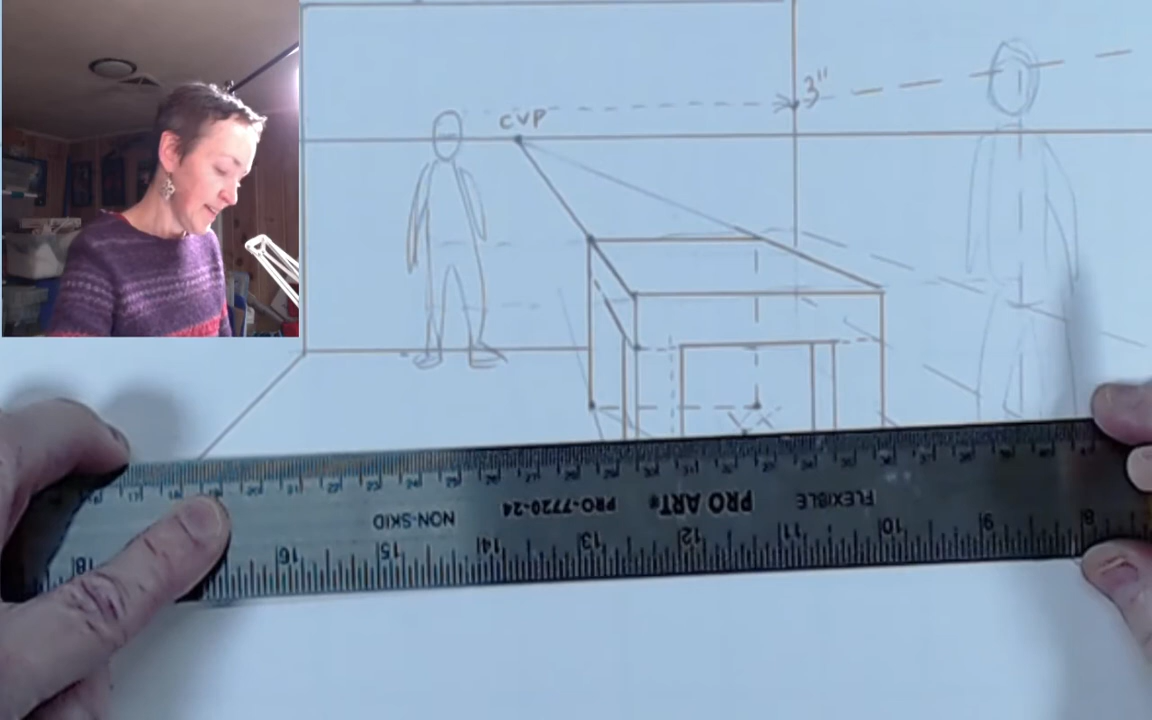 3"
CVP
FLEXIBLE
PRO ART®
PRO-7720-24
NON-SKID
18 16 15 14 13 12 11 10 9 8